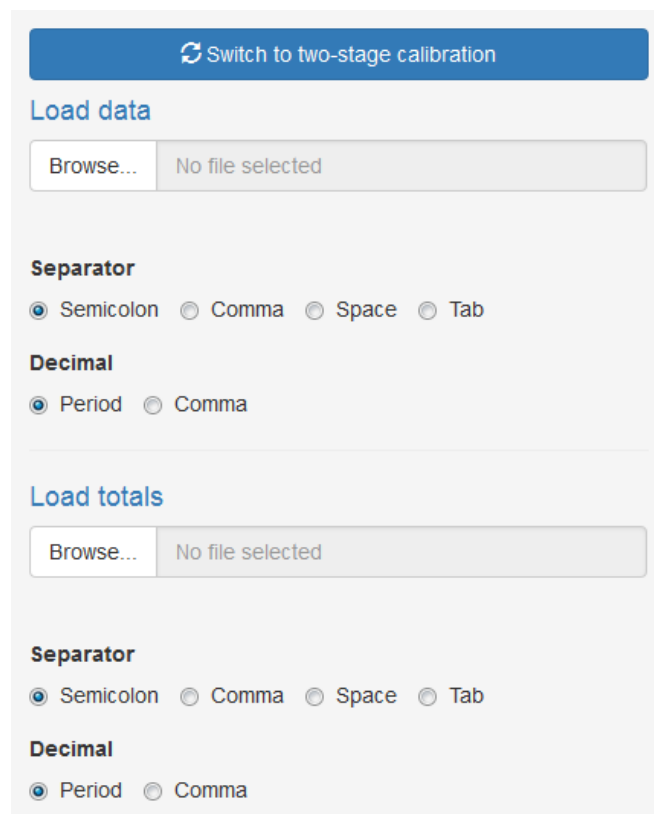 Switch to two-stage calibration
Load data
Browse... No file selected
Separator
Semicolon Comma Space Tab
Decimal
Period Comma
Load totals
Browse... No file selected
Separator
Semicolon Comma Space Tab
Decimal
Period Comma